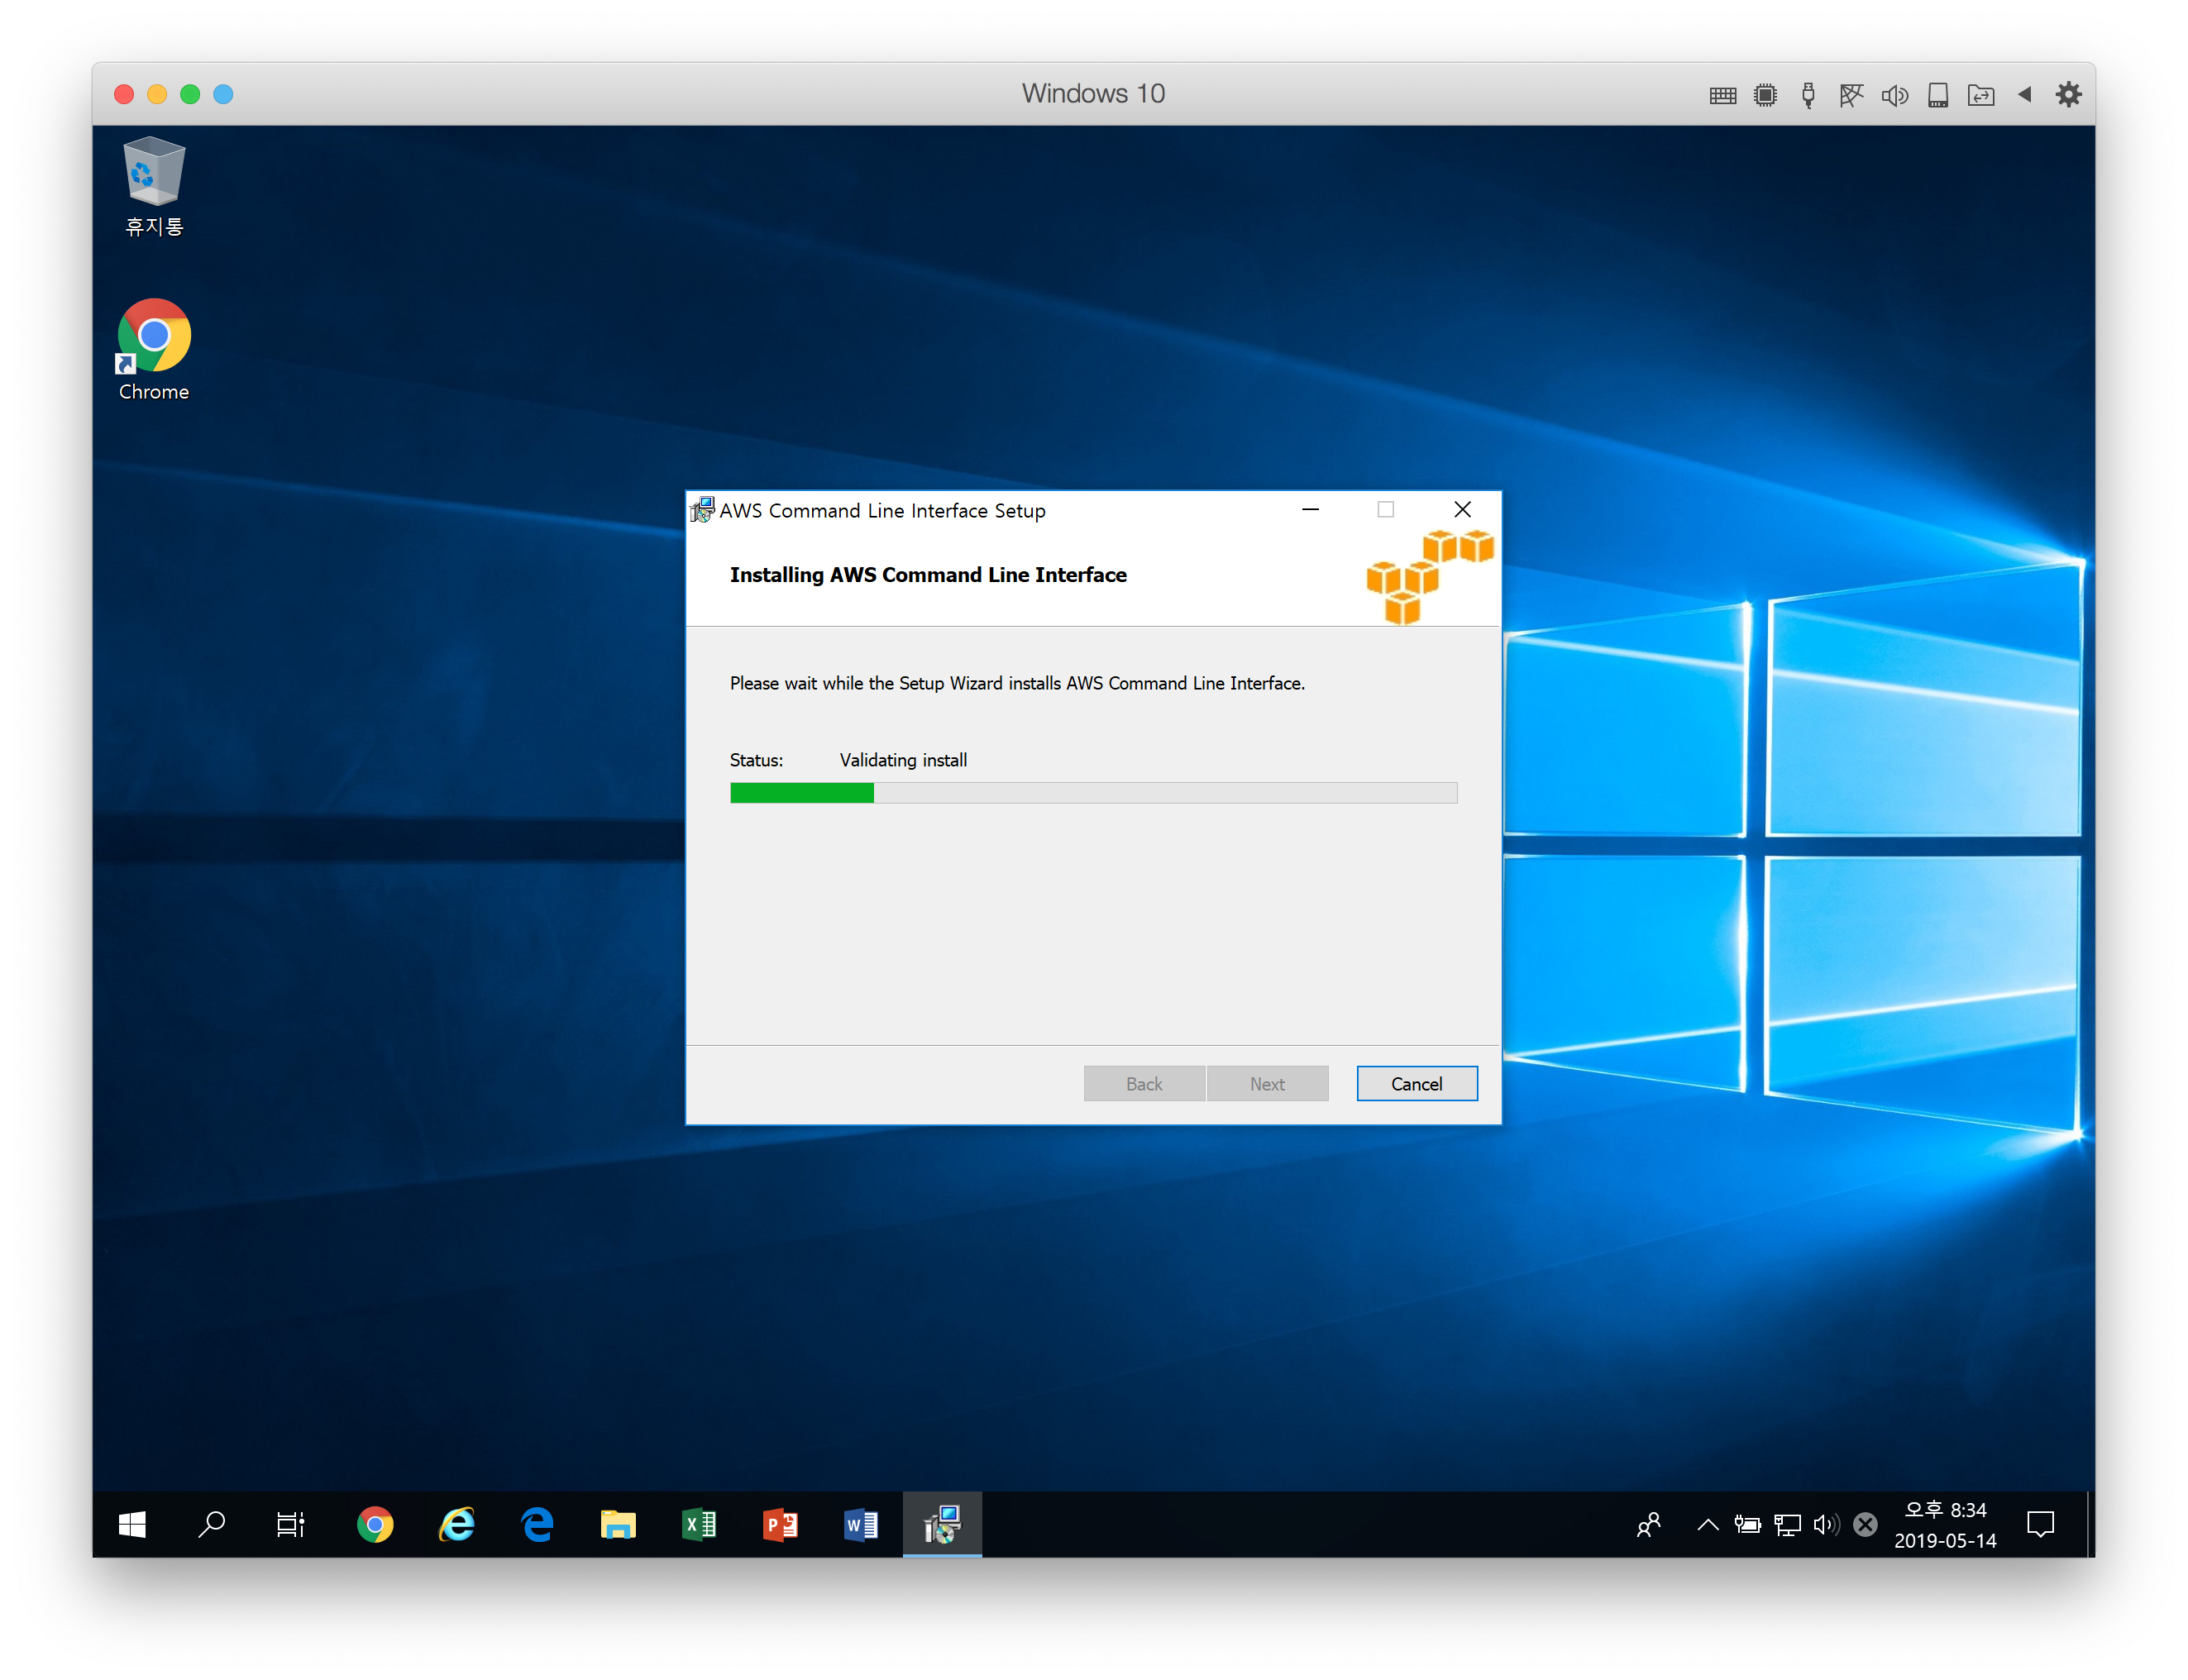 Windows 10
휴지통
Chrome
AWS Command Line Interface Setup
Installing AWS Command Line Interface
Please wait while the Setup Wizard installs AWS Command Line Interface.
Status: Validating install
Back Next Cancel
오후 8:34
2019-05-14